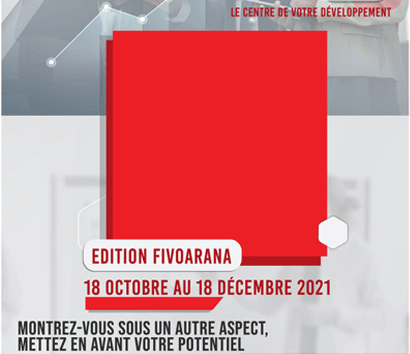 LE CENTRE DE VOTRE DÉVELOPPEMENT
EDITION FIVOARANA
18 OCTOBRE AU 18 DÉCEMBRE 2021
MONTREZ-VOUS SOUS UN AUTRE ASPECT,
METTEZ EN AVANT VOTRE POTENTIEL